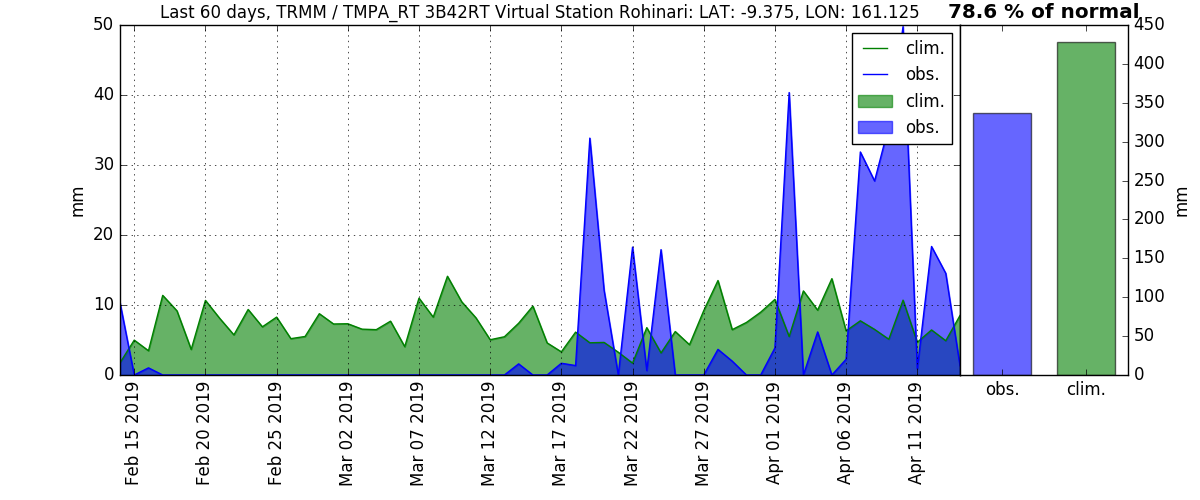 Last 60 days, TRMM / TMPA_RT 3B42RT Virtual Station Rohinari: LAT: -9.375, LON: 161.125
78.6 % of normal
50
40
30
20
10
0
mm
clim.
obs.
clim.
obs.
Feb 15 2019
Feb 20 2019
Feb 25 2019
Mar 02 2019
Mar 07 2019
Mar 12 2019
Mar 17 2019
Mar 22 2019
Mar 27 2019
Apr 01 2019
Apr 06 2019
Apr 11 2019
450
400
350
300
250
200
150
100
50
0
mm
obs.
clim.